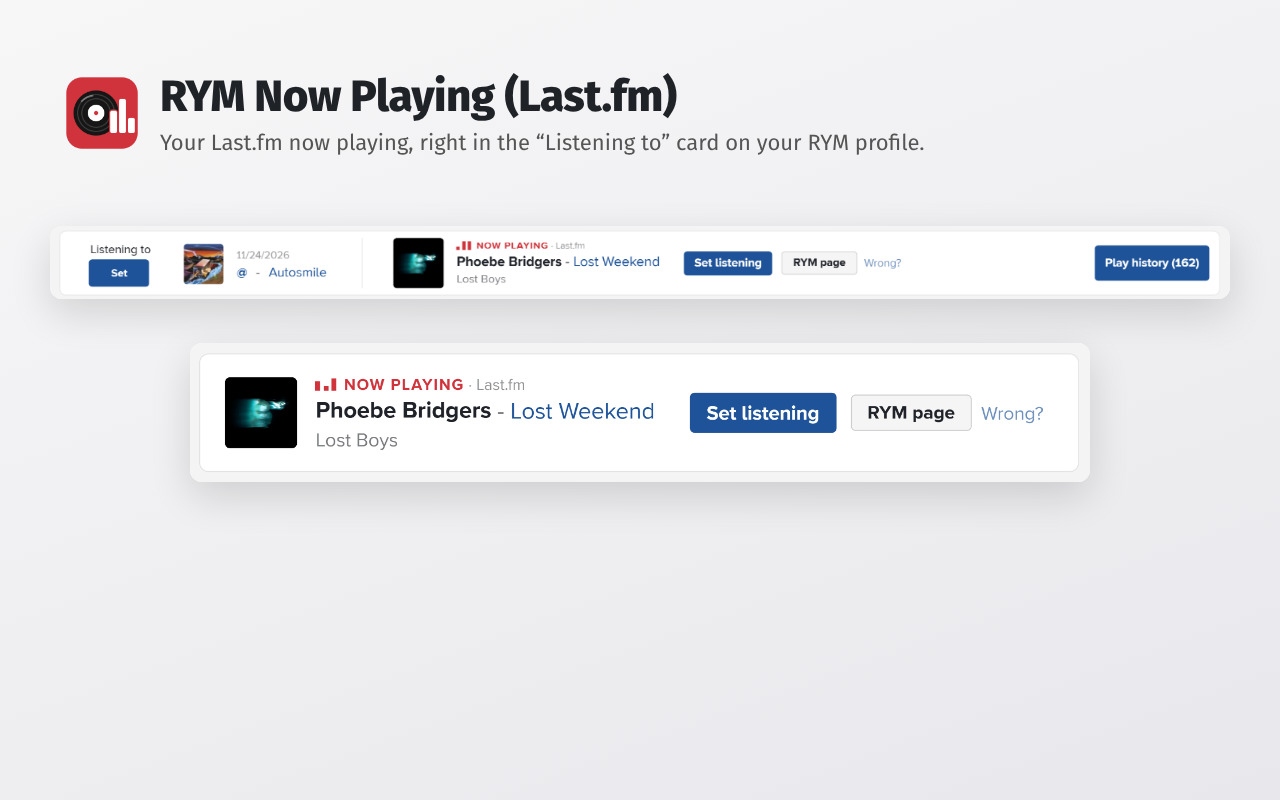 RYM Now Playing (Last.fm)
Your Last.fm now playing, right in the “Listening to” card on your RYM profile.
Listening to
Set
11/24/2026
@ - Autosmile
NOW PLAYING · Last.fm
Phoebe Bridgers - Lost Weekend
Lost Boys
Set listening
RYM page
Wrong?
Play history (162)
NOW PLAYING · Last.fm
Phoebe Bridgers - Lost Weekend
Lost Boys
Set listening
RYM page
Wrong?